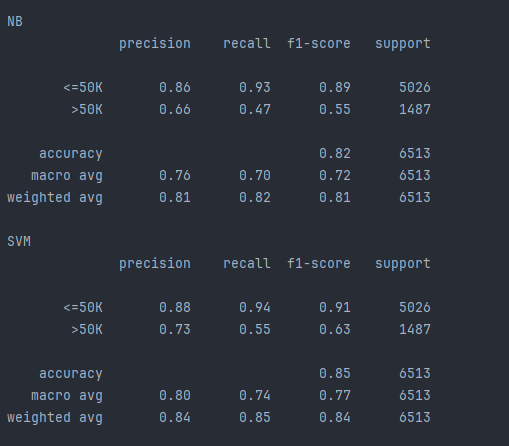 NB
precision recall f1-score support
<=50K 0.86 0.93 0.89 5026
>50K 0.66 0.47 0.55 1487
accuracy 0.82 6513
macro avg 0.76 0.70 0.72 6513
weighted avg 0.81 0.82 0.81 6513
SVM
precision recall f1-score support
<=50K 0.88 0.94 0.91 5026
>50K 0.73 0.55 0.63 1487
accuracy 0.85 6513
macro avg 0.80 0.74 0.77 6513
weighted avg 0.84 0.85 0.84 6513